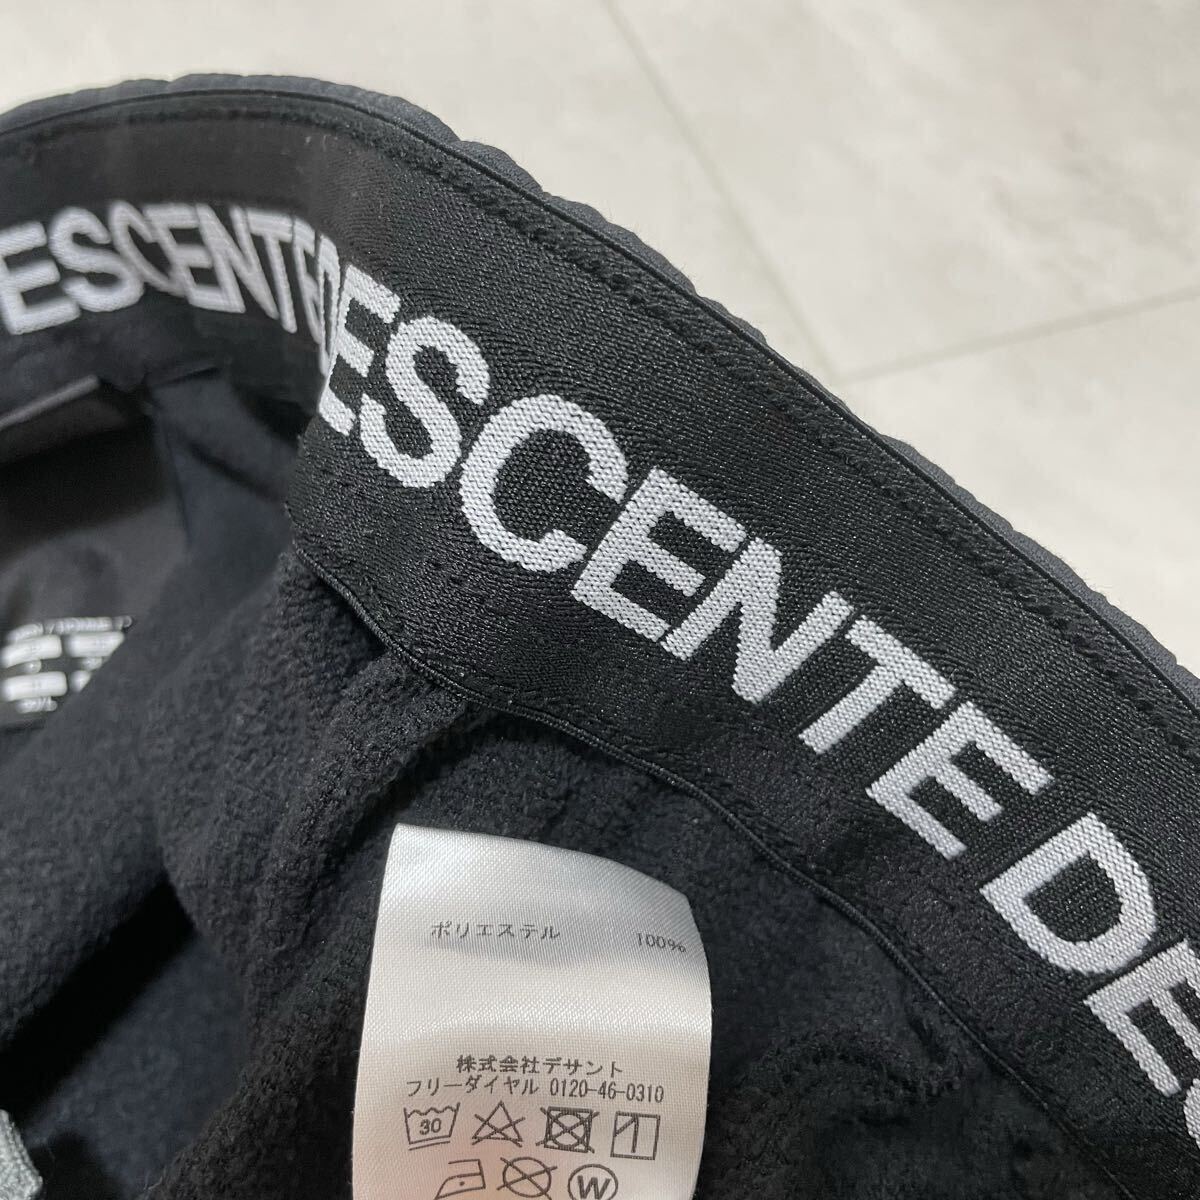 ESCENTE DESCENTE DES
ポリエステル 100%
株式会社デサント
フリーダイヤル 0120-46-0310
30
W